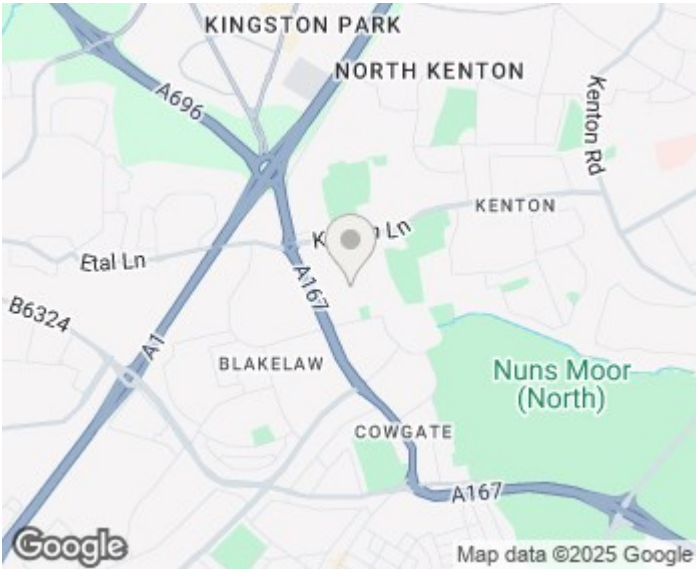 KINGSTON PARK
NORTH KENTON
A696
Kenton Rd
KENTON
Ln
Etal Ln
A167
B6324
A1
BLAKELAW
Nuns Moor
(North)
COWGATE
A167
Google
Map data ©2025 Google